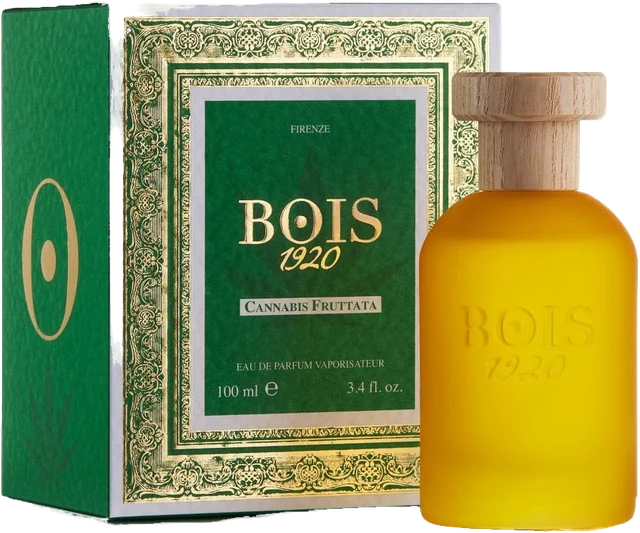 FIRENZE
BOIS
1920
CANNABIS FRUTTATA
EAU DE PARFUM VAPORISATEUR
100 ml ℮ 3.4 fl. oz.
BOIS
1920